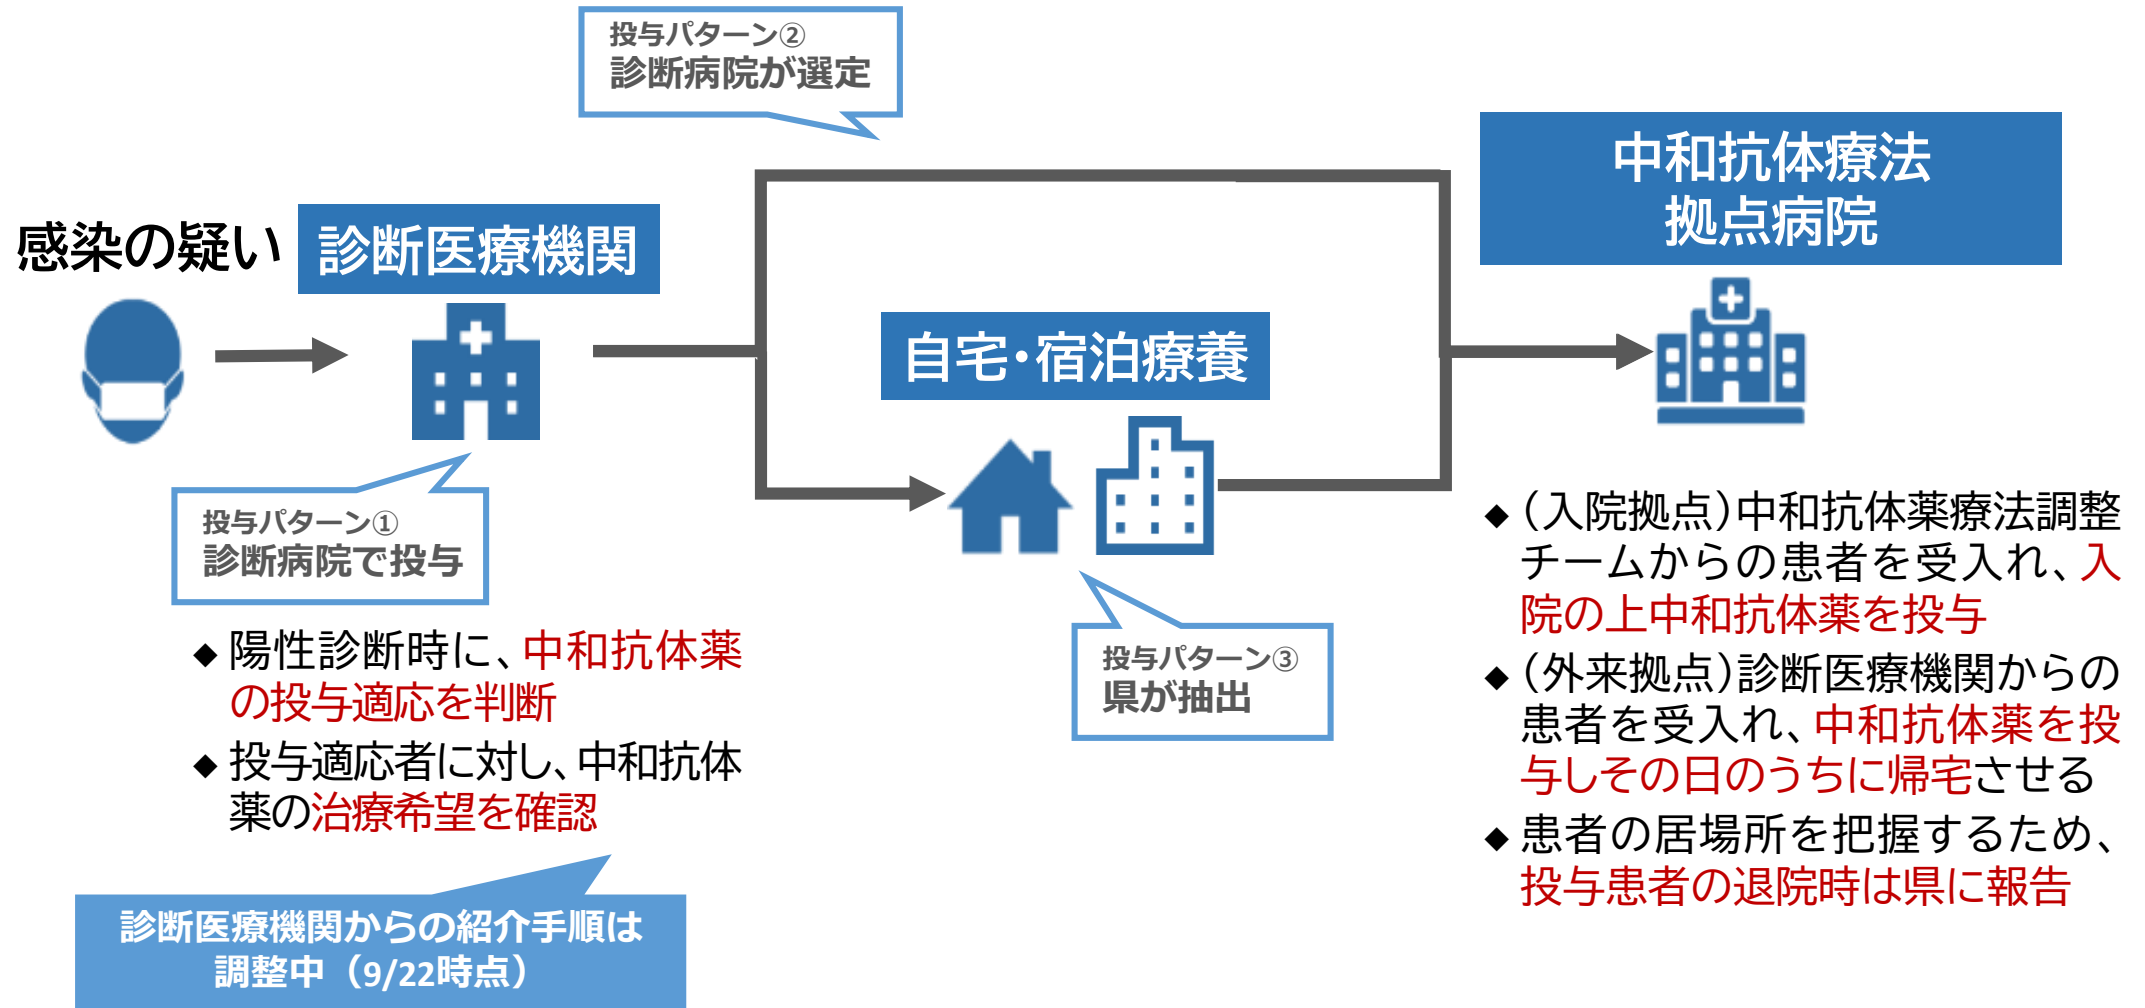 投与パターン②
診断病院が選定
中和抗体療法
拠点病院
感染の疑い
診断医療機関
自宅・宿泊療養
投与パターン①
診断病院で投与
◆陽性診断時に、中和抗体薬
の投与適応を判断
◆投与適応者に対し、中和抗体
薬の治療希望を確認
診断医療機関からの紹介手順は
調整中（9/22時点）
投与パターン③
県が抽出
◆（入院拠点）中和抗体薬療法調整
チームからの患者を受入れ、入
院の上中和抗体薬を投与
◆（外来拠点）診断医療機関からの
患者を受入れ、中和抗体薬を投
与しその日のうちに帰宅させる
◆患者の居場所を把握するため、
投与患者の退院時は県に報告